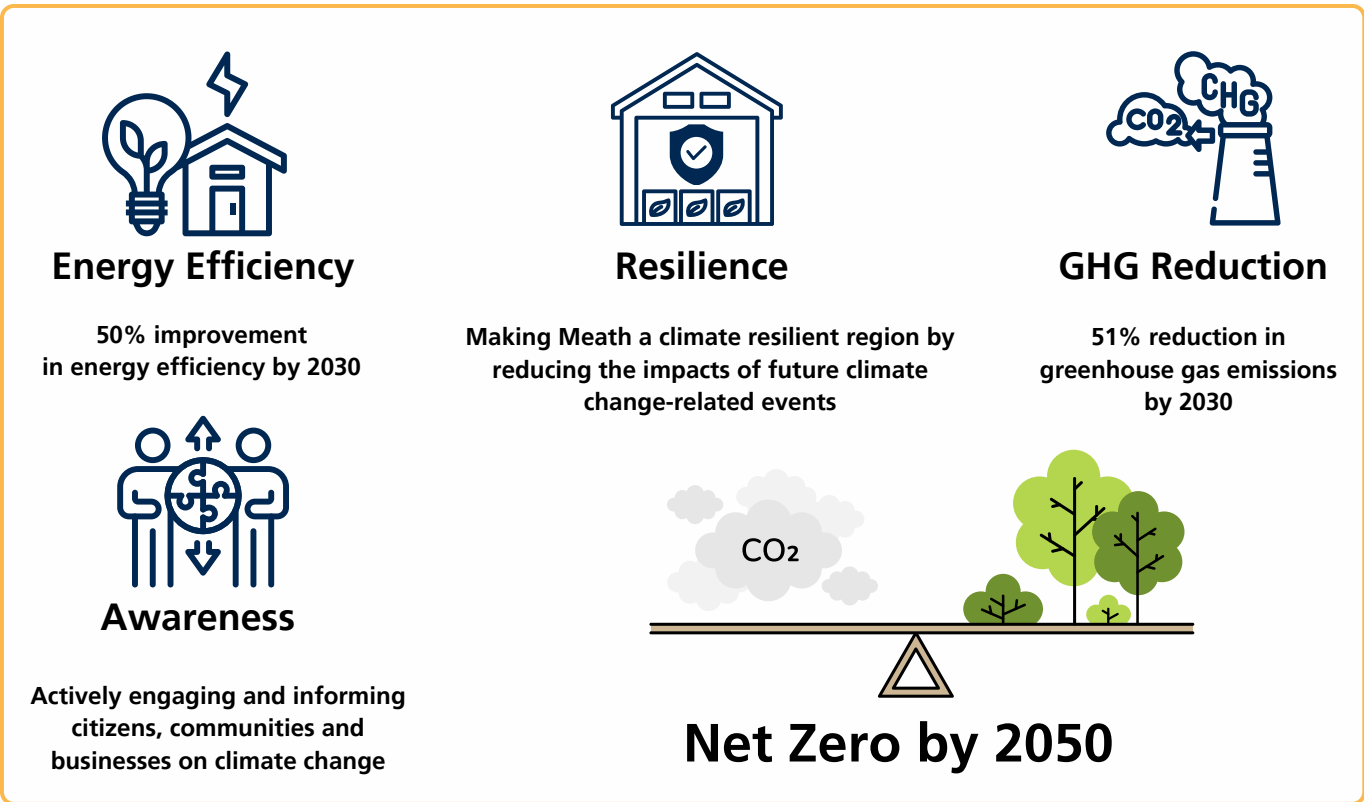 Energy Efficiency
50% improvement
in energy efficiency by 2030
Resilience
Making Meath a climate resilient region by
reducing the impacts of future climate
change-related events
CHG
CO2
GHG Reduction
51% reduction in
greenhouse gas emissions
by 2030
Awareness
Actively engaging and informing
citizens, communities and
businesses on climate change
CO2
Net Zero by 2050